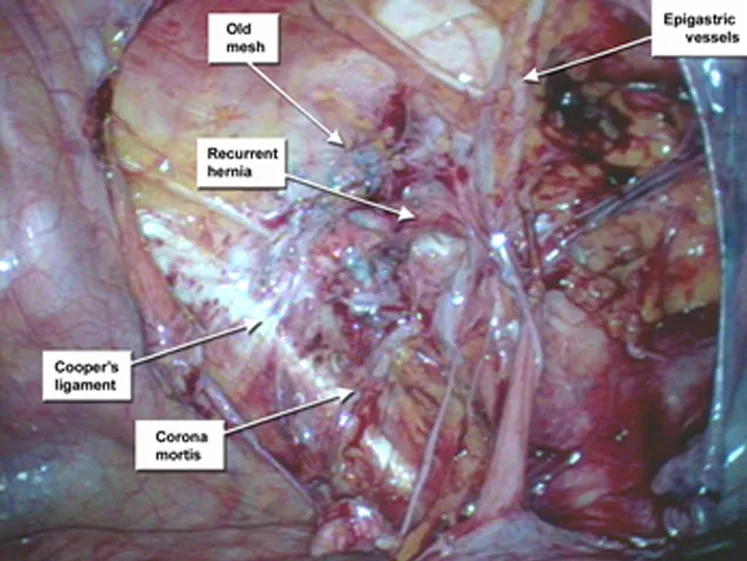 Old
mesh
Epigastric
vessels
Recurrent
hernia
Cooper's
ligament
Corona
mortis